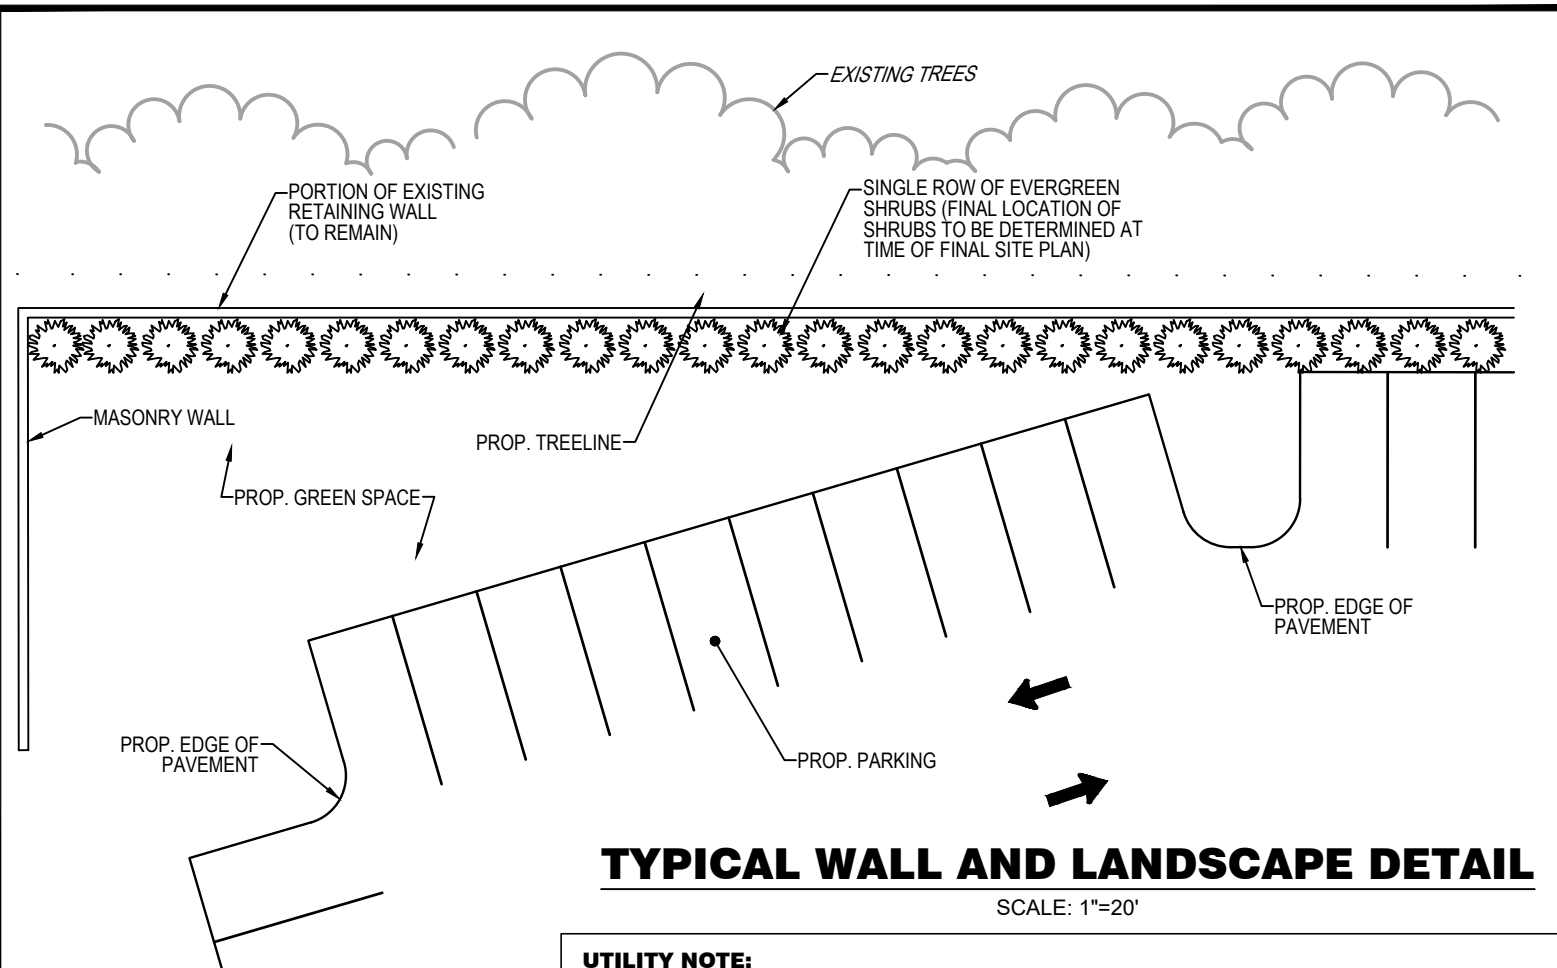 EXISTING TREES
PORTION OF EXISTING
RETAINING WALL
(TO REMAIN)
SINGLE ROW OF EVERGREEN
SHRUBS (FINAL LOCATION OF
SHRUBS TO BE DETERMINED AT
TIME OF FINAL SITE PLAN)
MASONRY WALL
PROP. TREELINE
PROP. GREEN SPACE
PROP. EDGE OF
PAVEMENT
PROP. EDGE OF
PAVEMENT
PROP. PARKING
TYPICAL WALL AND LANDSCAPE DETAIL
SCALE: 1"=20'
UTILITY NOTE: